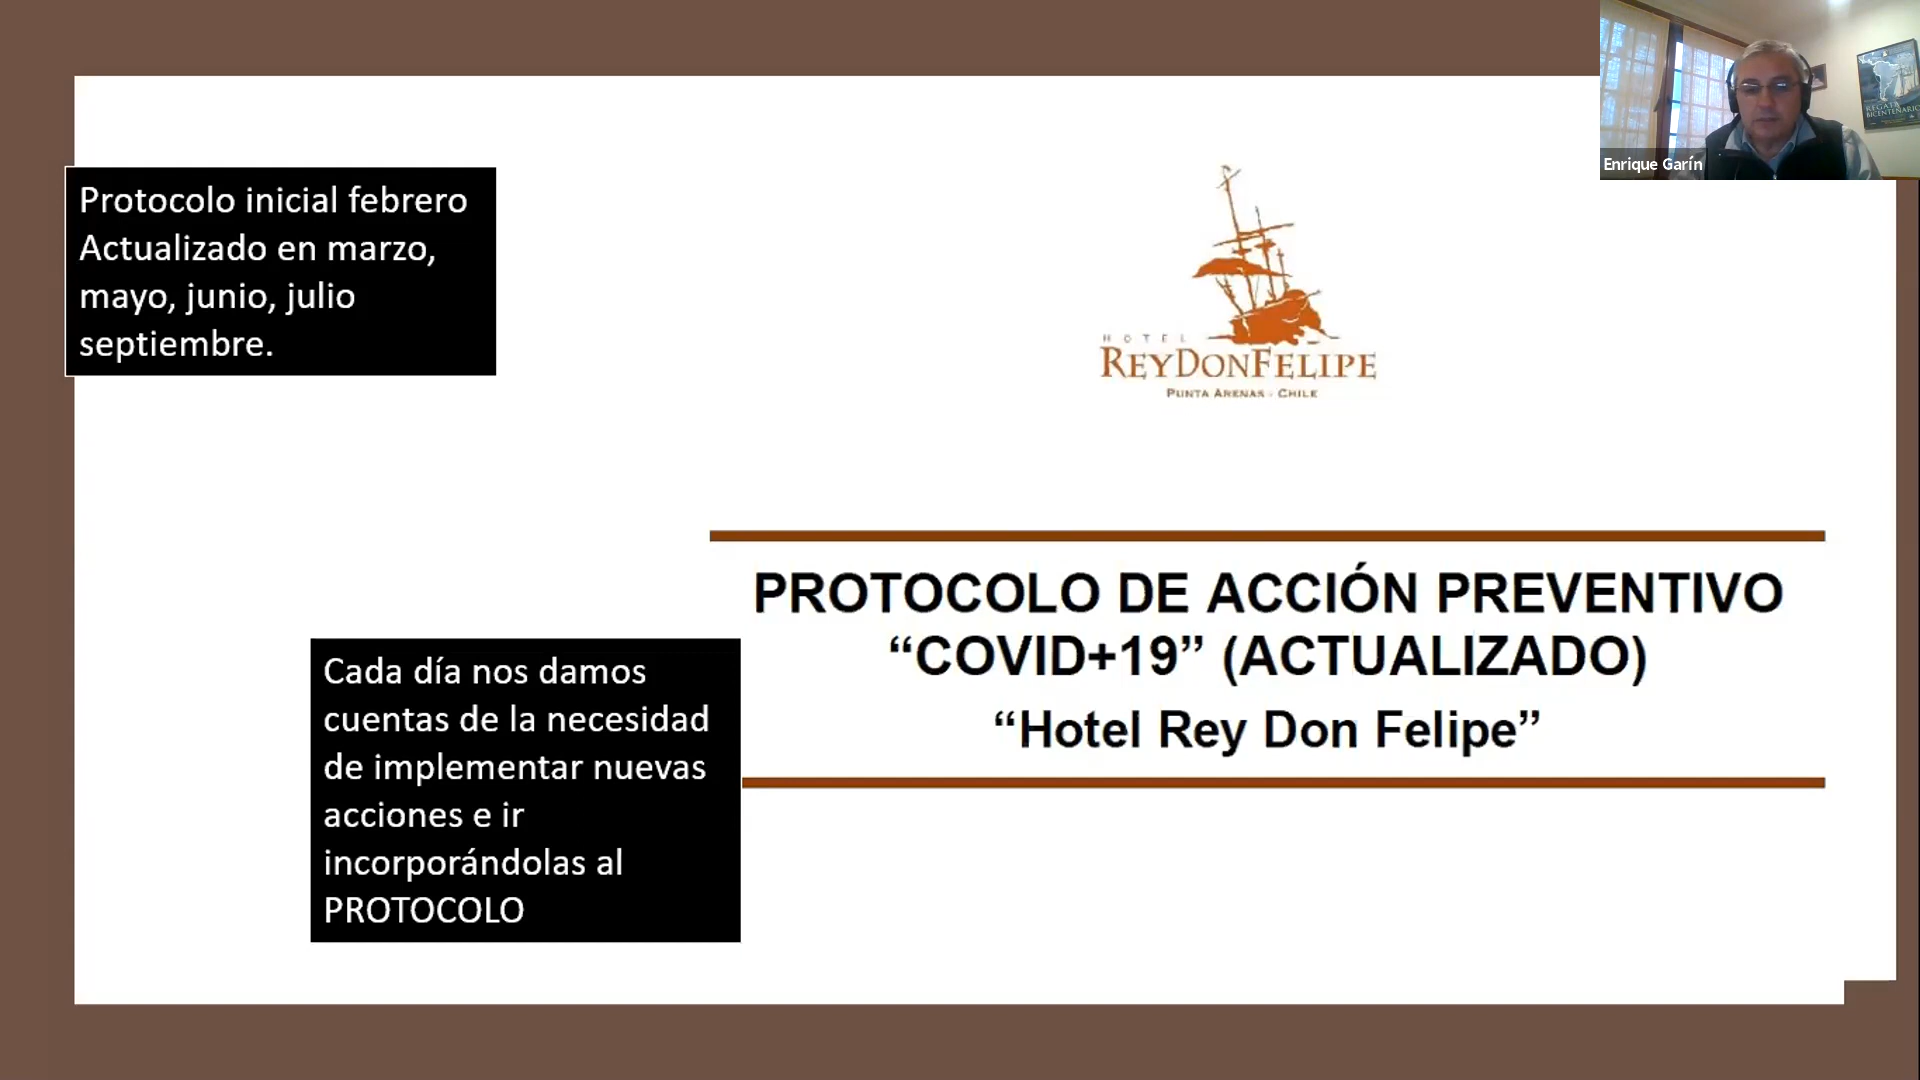 Enrique Garín
REGATA
BICENTENARIO
Protocolo inicial febrero
Actualizado en marzo,
mayo, junio, julio
septiembre.
HOTEL
REYDONFELIPE
PUNTA ARENAS - CHILE
PROTOCOLO DE ACCIÓN PREVENTIVO
“COVID+19” (ACTUALIZADO)
“Hotel Rey Don Felipe”
Cada día nos damos
cuentas de la necesidad
de implementar nuevas
acciones e ir
incorporándolas al
PROTOCOLO